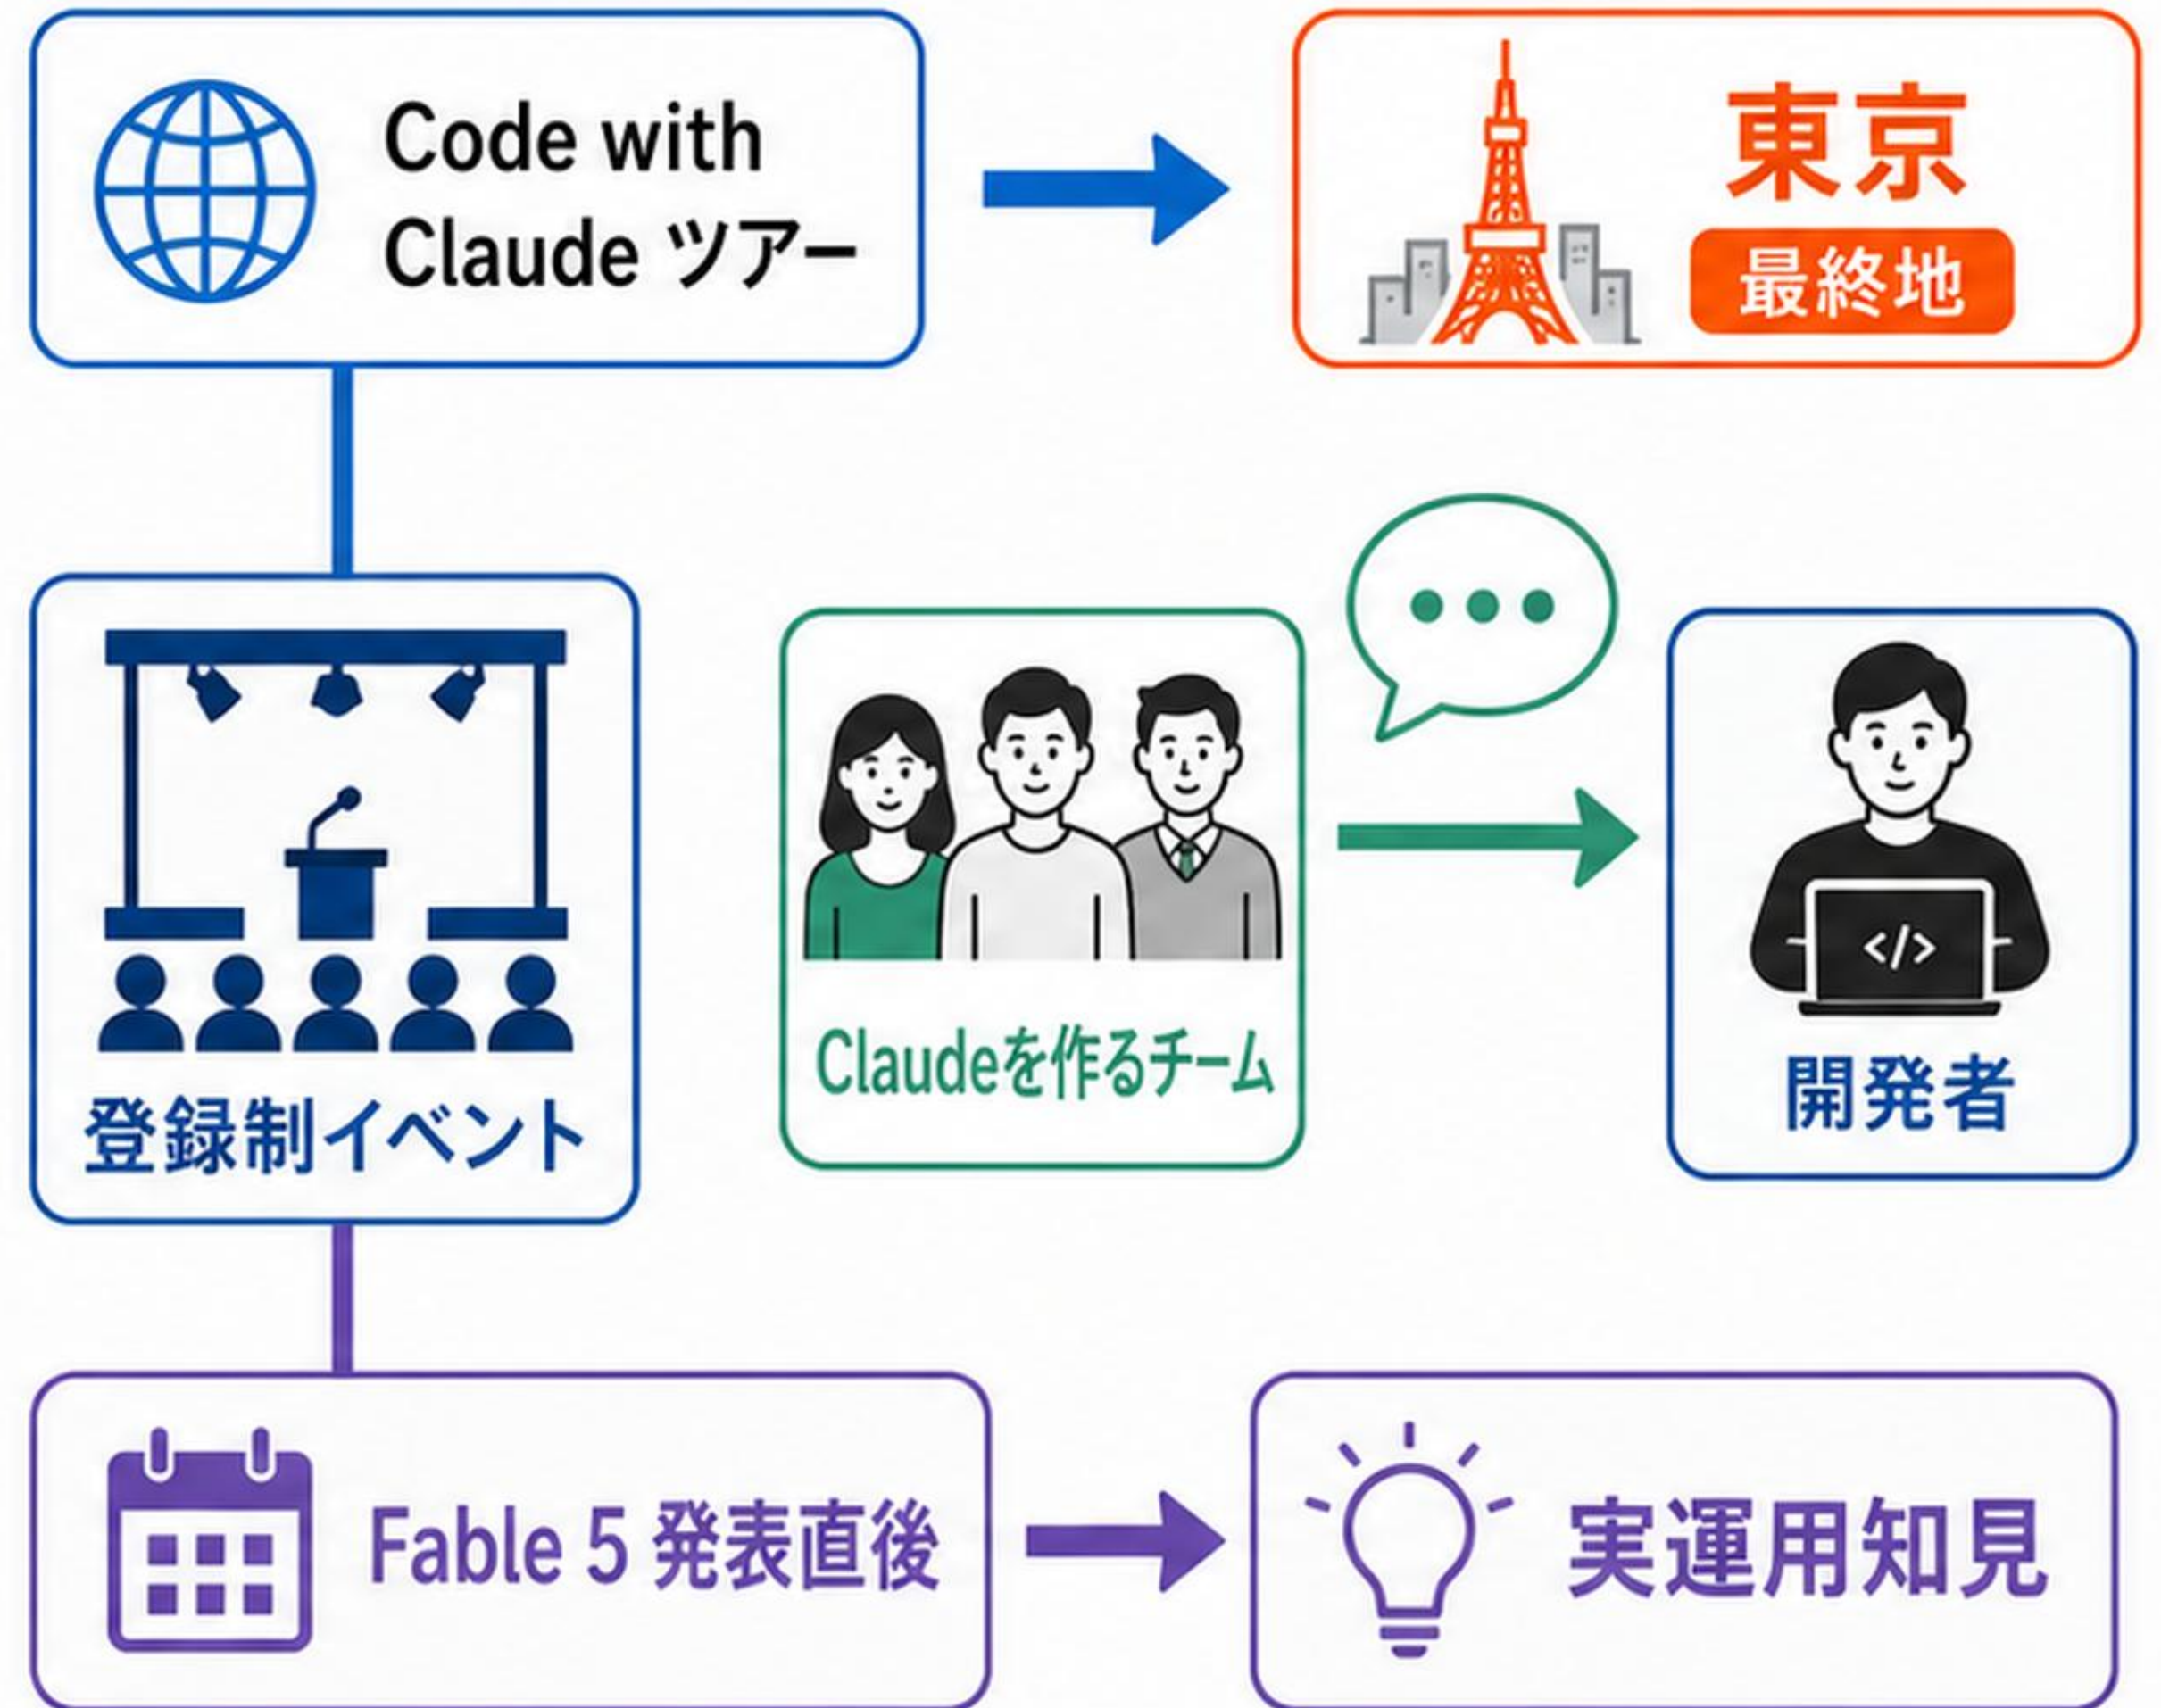 Code with
Claude ツアー
東京
最終地
登録制イベント
Claudeを作るチーム
</>
開発者
Fable 5 発表直後
実運用知見